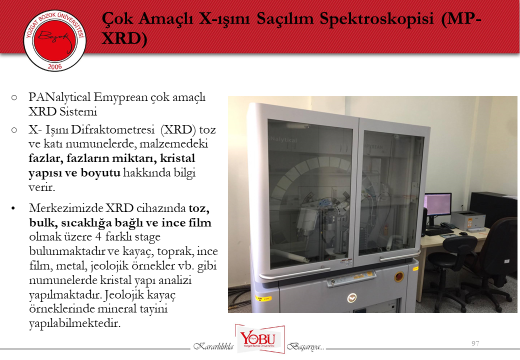 Çok Amaçlı X-ışını Saçılım Spektroskopisi (MP-
XRD)
YOZGAT BOZOK ÜNİVERSİTESİ
Bozok
2006
○ PANalytical Emyprean çok amaçlı
XRD Sistemi
○ X- Işını Difraktometresi (XRD) toz
ve katı numunelerde, malzemedeki
fazlar, fazların miktarı, kristal
yapısı ve boyutu hakkında bilgi
verir.
• Merkezimizde XRD cihazında toz,
bulk, sıcaklığa bağlı ve ince film
olmak üzere 4 farklı stage
bulunmaktadır ve kayaç, toprak, ince
film, metal, jeolojik örnekler vb. gibi
numunelerde kristal yapı analizi
yapılmaktadır. Jeolojik kayaç
örneklerinde mineral tayini
yapılabilmektedir.
Kararlılıkla
YOBÜ
Başarıya...
97